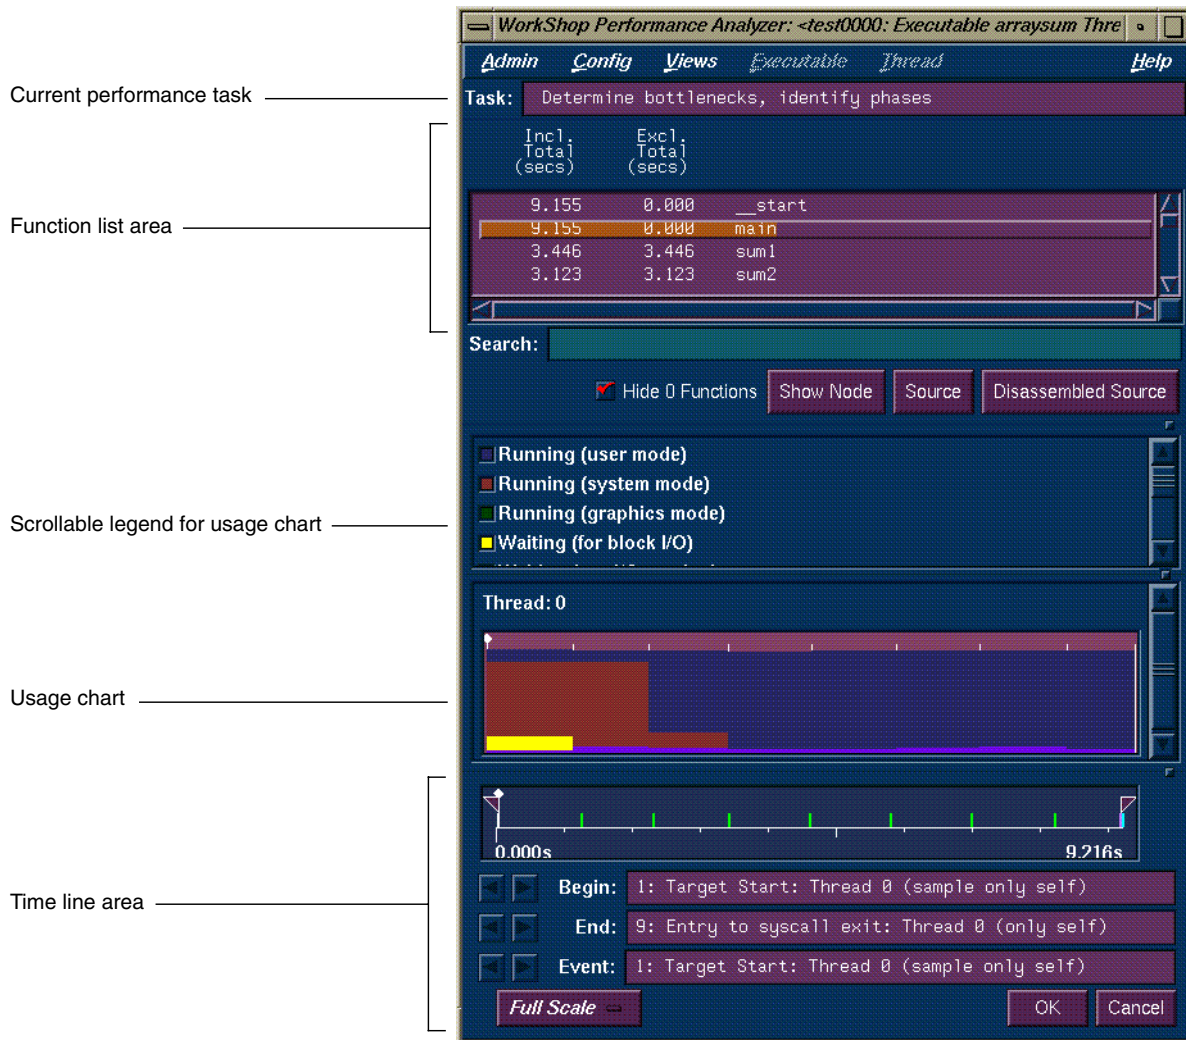 WorkShop Performance Analyzer: <test0000: Executable arraysum Thre
Admin Config Views Executable Thread Help
Current performance task
Task: Determine bottlenecks, identify phases
Incl. Total (secs) Excl. Total (secs)
Function list area
9.155 0.000 __start
9.155 0.000 main
3.446 3.446 sum1
3.123 3.123 sum2
Search:
Hide 0 Functions Show Node Source Disassembled Source
Running (user mode)
Running (system mode)
Running (graphics mode)
Scrollable legend for usage chart
Waiting (for block I/O)
Thread: 0
Usage chart
0.000s 9.216s
Time line area
Begin: 1: Target Start: Thread 0 (sample only self)
End: 9: Entry to syscall exit: Thread 0 (only self)
Event: 1: Target Start: Thread 0 (sample only self)
Full Scale OK Cancel